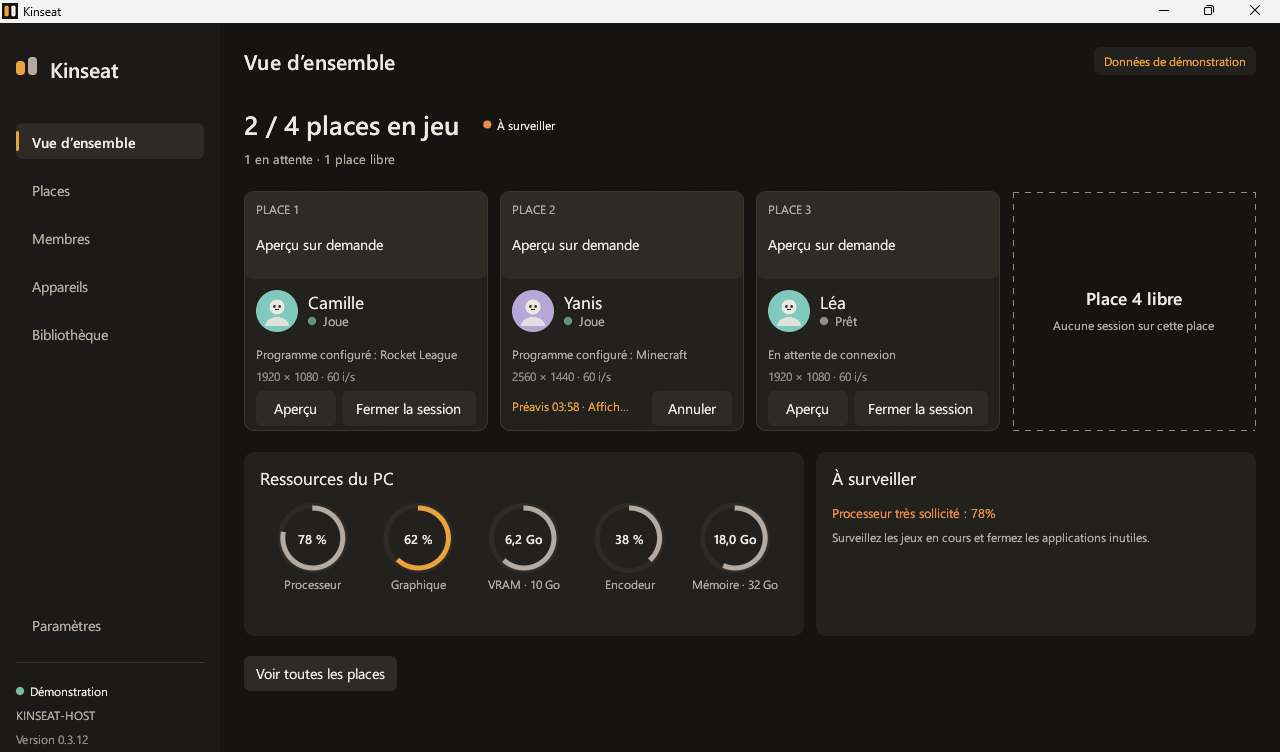 Kinseat
Kinseat
Vue d'ensemble
Places
Membres
Appareils
Bibliothèque
Paramètres
Démonstration
KINSEAT-HOST
Version 0.3.12
Vue d'ensemble
Données de démonstration
2 / 4 places en jeu
À surveiller
1 en attente · 1 place libre
PLACE 1
Aperçu sur demande
Camille
Joue
Programme configuré : Rocket League
1920 × 1080 · 60 i/s
Aperçu
Fermer la session
PLACE 2
Aperçu sur demande
Yanis
Joue
Programme configuré : Minecraft
2560 × 1440 · 60 i/s
Préavis 03:58 · Affich...
Annuler
PLACE 3
Aperçu sur demande
Léa
Prêt
En attente de connexion
1920 × 1080 · 60 i/s
Aperçu
Fermer la session
Place 4 libre
Aucune session sur cette place
Ressources du PC
78 %
Processeur
62 %
Graphique
6,2 Go
VRAM · 10 Go
38 %
Encodeur
18,0 Go
Mémoire · 32 Go
À surveiller
Processeur très sollicité : 78%
Surveillez les jeux en cours et fermez les applications inutiles.
Voir toutes les places